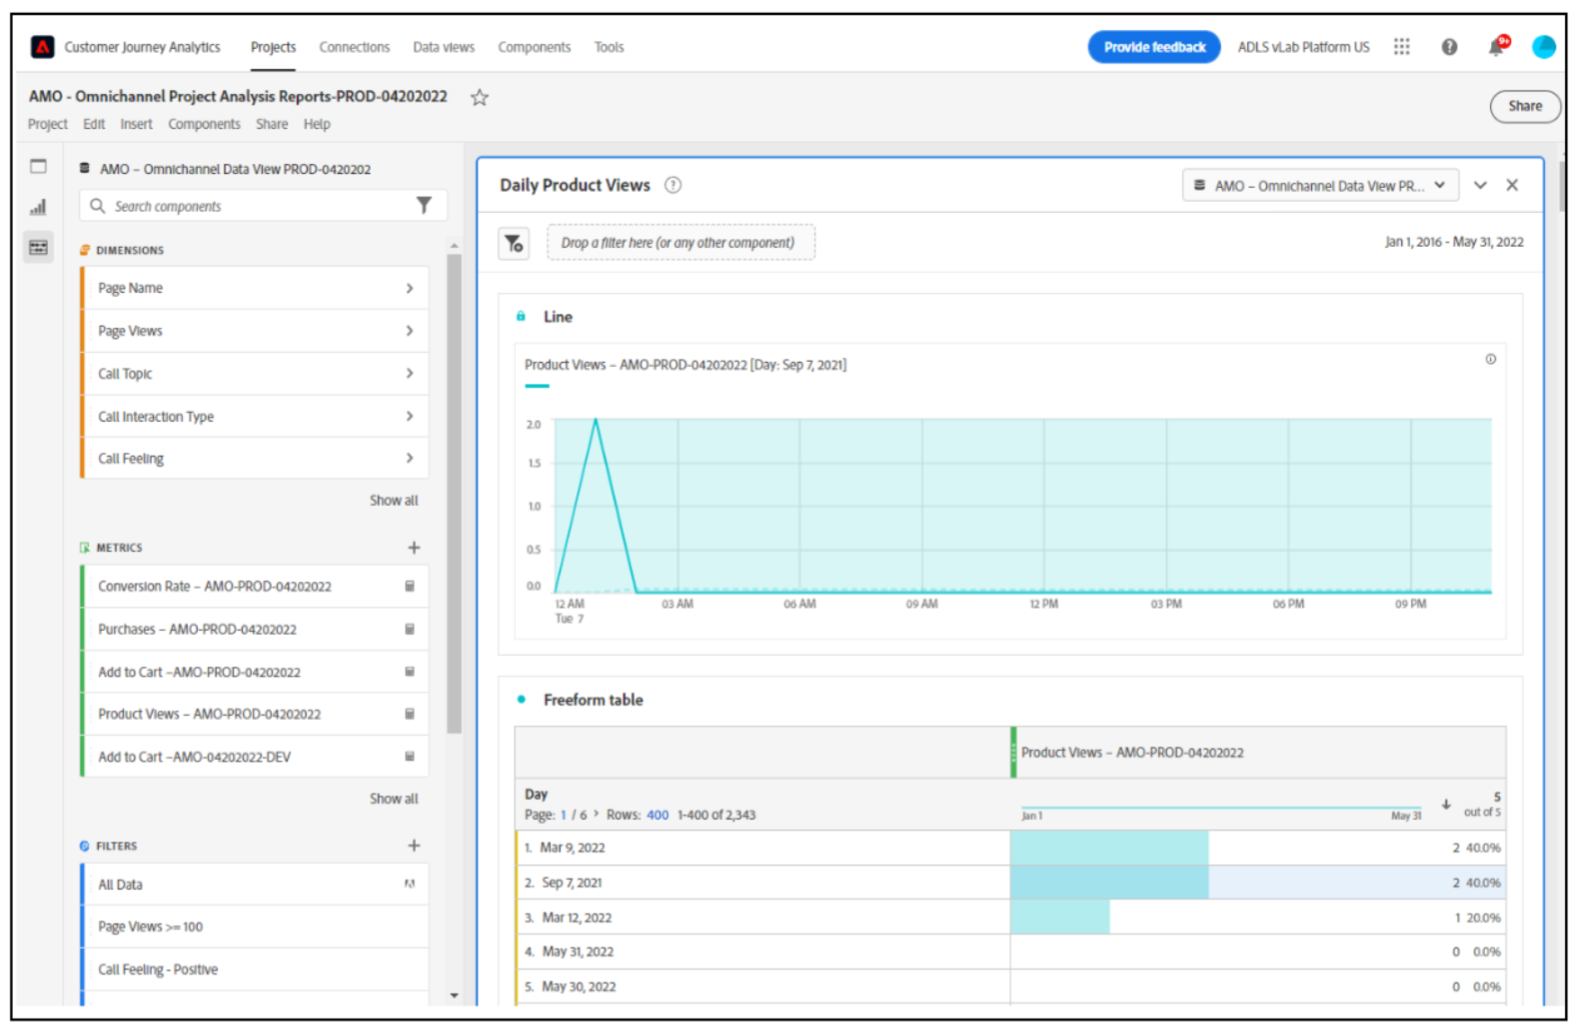 Customer Journey Analytics Projects Connections Data views Components Tools Provide feedback ADLS vLab Platform US 9+
AMO - Omnichannel Project Analysis Reports-PROD-04202022
Share
Project Edit Insert Components Share Help
AMO – Omnichannel Data View PROD-0420202
Search components
DIMENSIONS
Page Name
Page Views
Call Topic
Call Interaction Type
Call Feeling
Show all
METRICS
Conversion Rate – AMO-PROD-04202022
Purchases – AMO-PROD-04202022
Add to Cart –AMO-PROD-04202022
Product Views – AMO-PROD-04202022
Add to Cart –AMO-04202022-DEV
Show all
FILTERS
All Data
Page Views >= 100
Call Feeling - Positive
Daily Product Views
AMO – Omnichannel Data View PR...
Drop a filter here (or any other component)
Jan 1, 2016 - May 31, 2022
Line
Product Views – AMO-PROD-04202022 [Day: Sep 7, 2021]
2.0
1.5
1.0
0.5
0.0
12 AM 03 AM 06 AM 09 AM 12 PM 03 PM 06 PM 09 PM
Tue 7
Freeform table
Product Views – AMO-PROD-04202022
Day
Page: 1 / 6 > Rows: 400 1-400 of 2,343
Jan 1 May 31
5
out of 5
1. Mar 9, 2022 2 40.0%
2. Sep 7, 2021 2 40.0%
3. Mar 12, 2022 1 20.0%
4. May 31, 2022 0 0.0%
5. May 30, 2022 0 0.0%